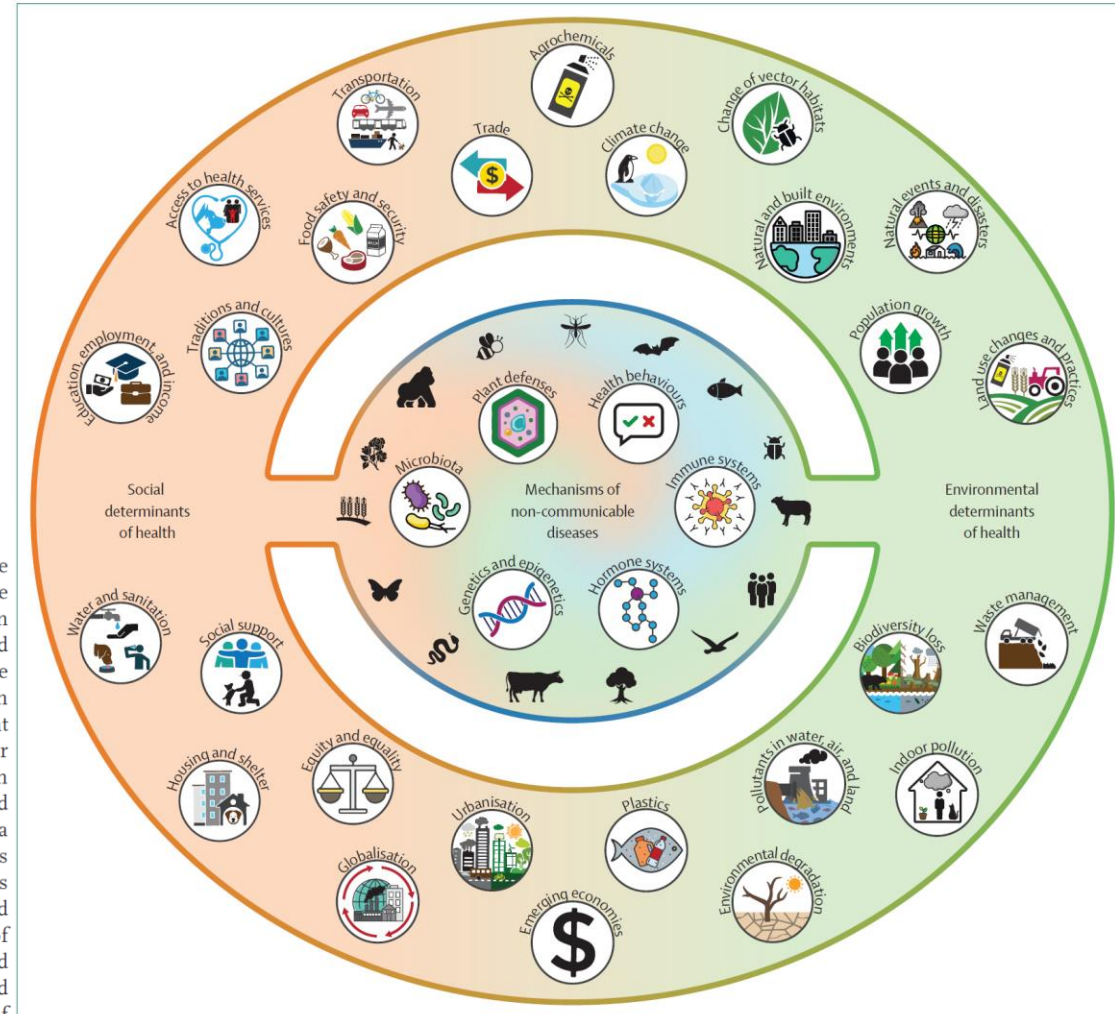 e
e
n
d
e
n
t
r
n
d
a
s
s
d
of
d
d
f
Agrochemicals
Transportation
Trade
$
Climate change
Change of vector habitats
Access to health services
Food safety and security
Natural and built environments
Natural events and disasters
Education, employment, and income
Traditions and cultures
Population growth
Land use changes and practices
Plant defenses
Health behaviours
Microbiota
Immune systems
Social
determinants
of health
Mechanisms of
non-communicable
diseases
Environmental
determinants
of health
Genetics and epigenetics
Hormone systems
Water and sanitation
Social support
Biodiversity loss
Waste management
Housing and shelter
Equity and equality
Pollutants in water, air, and land
Indoor pollution
Urbanisation
Plastics
Globalisation
Environmental degradation
Emerging economies
$